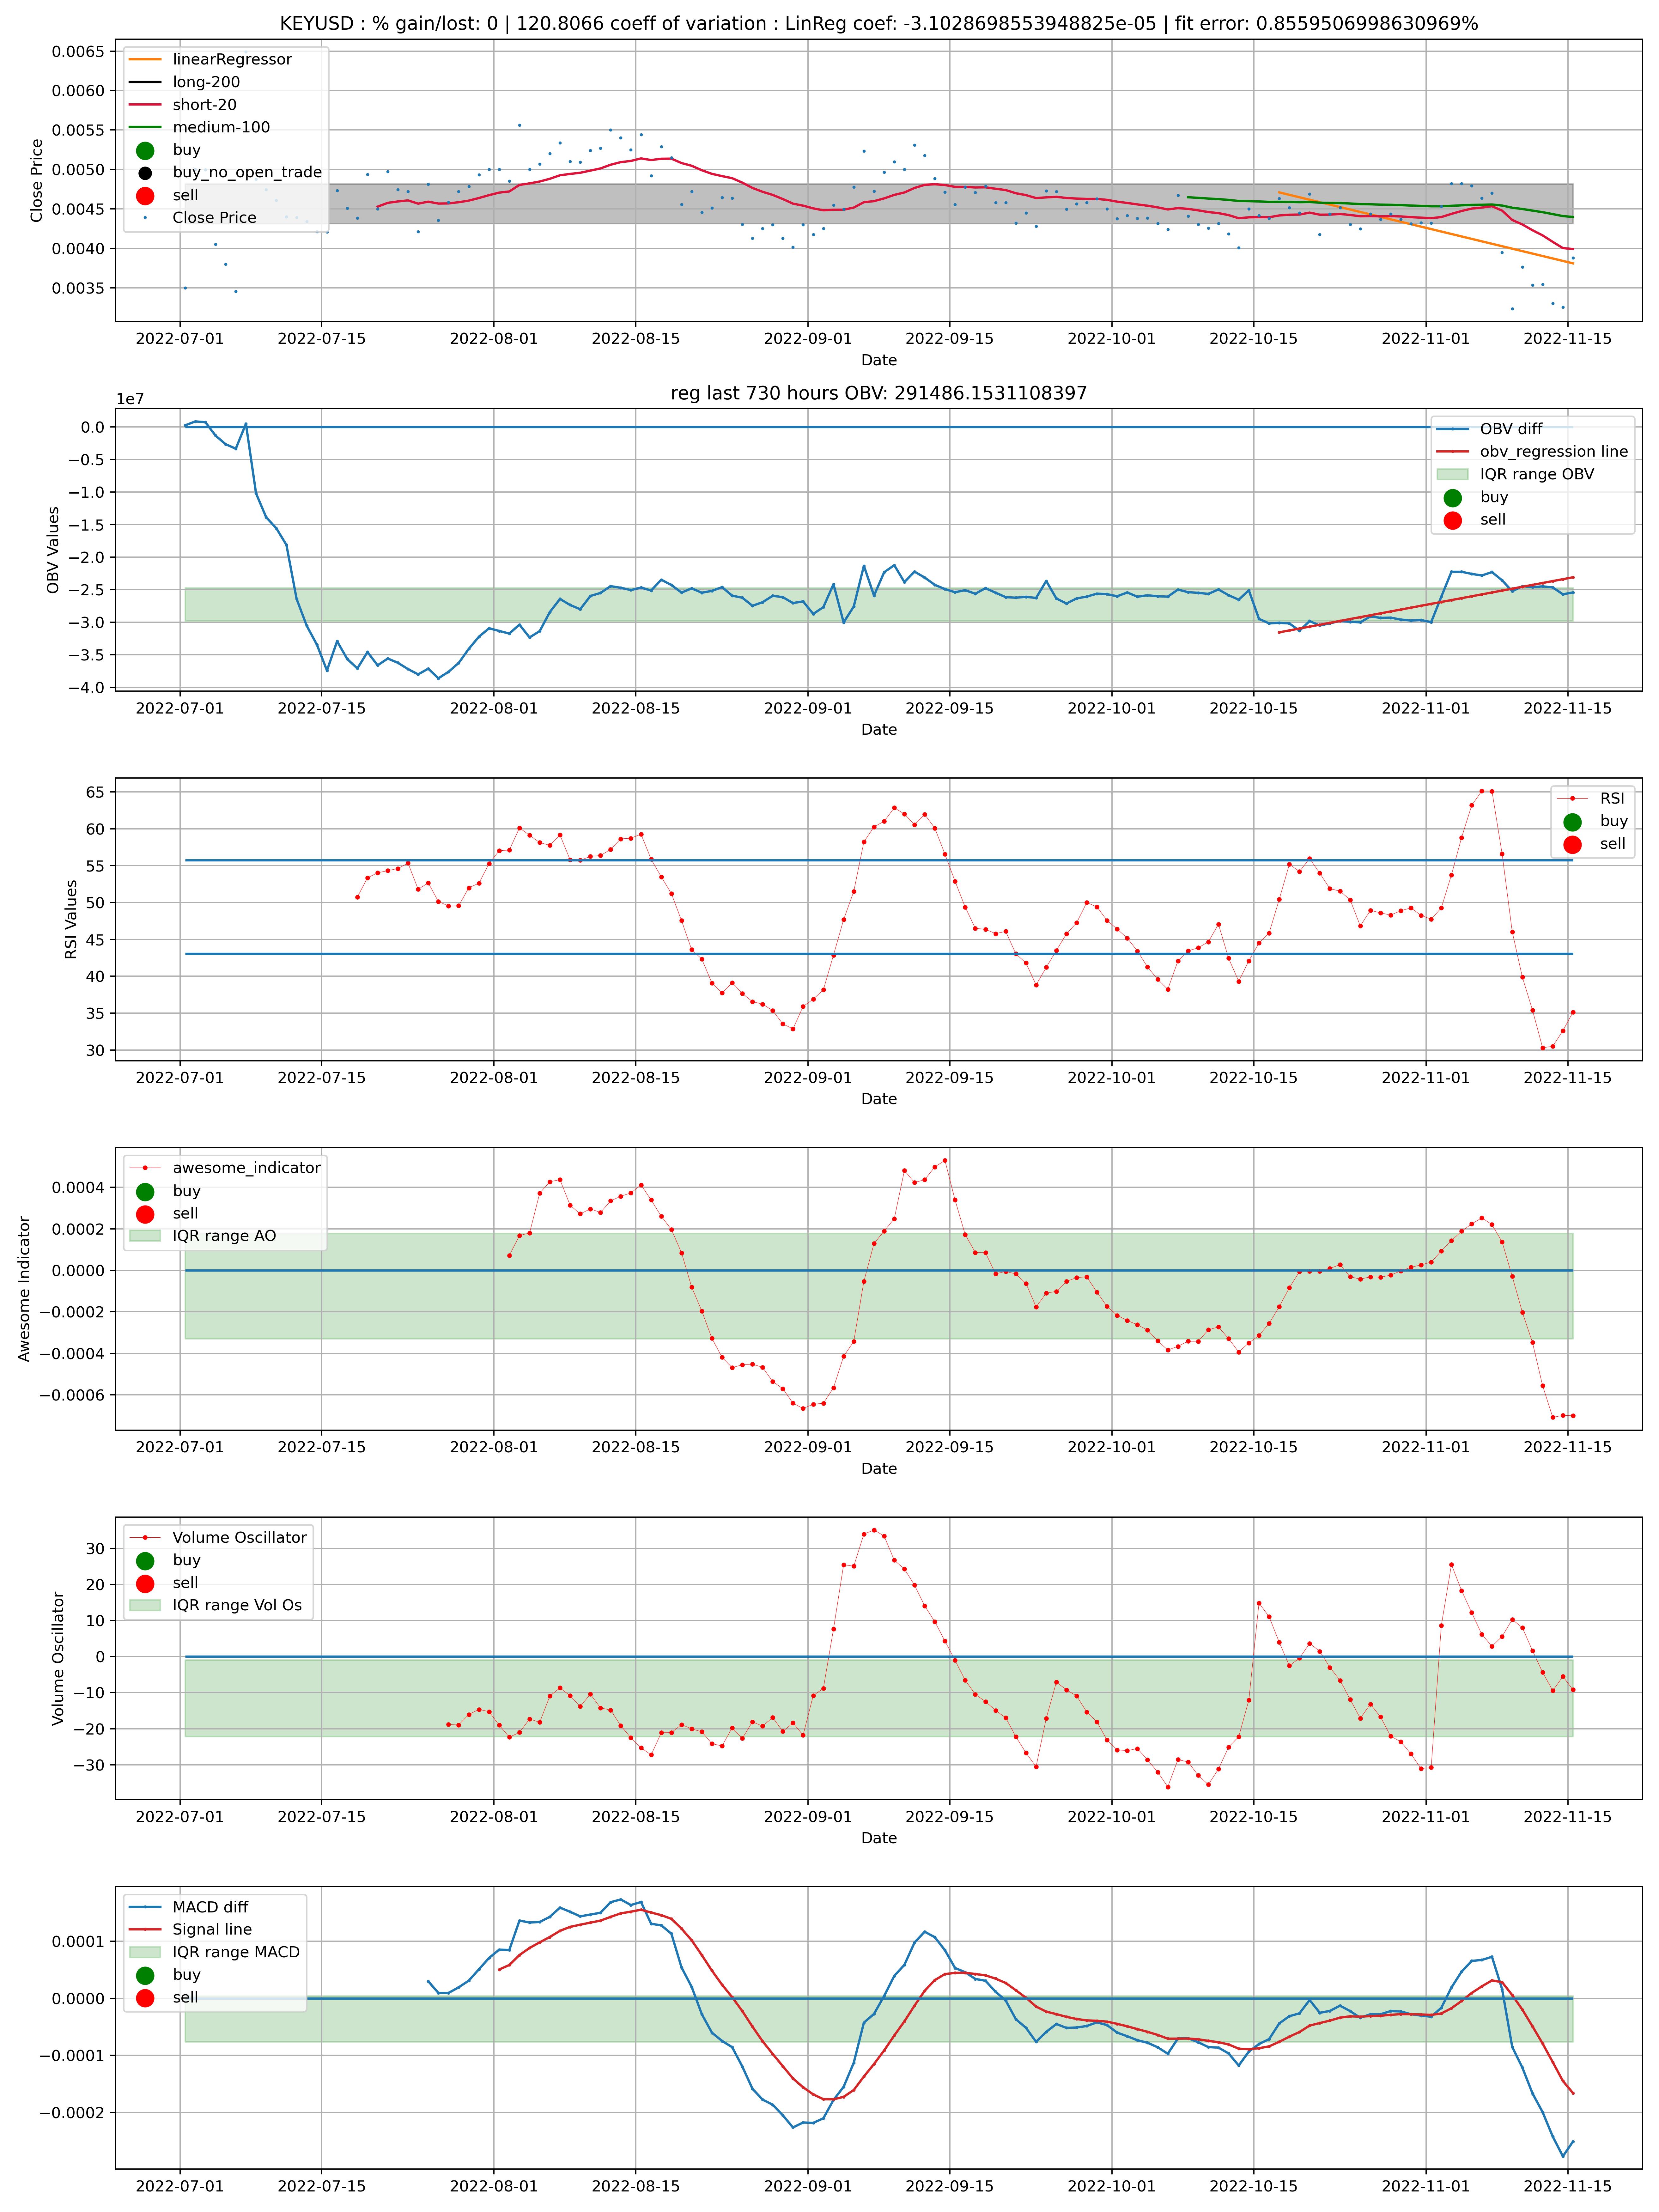 KEYUSD : % gain/lost: 0 | 120.8066 coeff of variation : LinReg coef: -3.1028698553948825e-05 | fit error: 0.8559506998630969%
0.0065
0.0060
0.0055
0.0050
0.0045
0.0040
0.0035
Close Price
linearRegressor
long-200
short-20
medium-100
buy
buy_no_open_trade
sell
Close Price
2022-07-01 2022-07-15 2022-08-01 2022-08-15 2022-09-01 2022-09-15 2022-10-01 2022-10-15 2022-11-01 2022-11-15
Date
reg last 730 hours OBV: 291486.1531108397
1e7
0.0
−0.5
−1.0
−1.5
−2.0
−2.5
−3.0
−3.5
−4.0
OBV Values
OBV diff
obv_regression line
IQR range OBV
buy
sell
2022-07-01 2022-07-15 2022-08-01 2022-08-15 2022-09-01 2022-09-15 2022-10-01 2022-10-15 2022-11-01 2022-11-15
Date
65
60
55
50
45
40
35
30
RSI Values
RSI
buy
sell
2022-07-01 2022-07-15 2022-08-01 2022-08-15 2022-09-01 2022-09-15 2022-10-01 2022-10-15 2022-11-01 2022-11-15
Date
0.0004
0.0002
0.0000
−0.0002
−0.0004
−0.0006
Awesome Indicator
awesome_indicator
buy
sell
IQR range AO
2022-07-01 2022-07-15 2022-08-01 2022-08-15 2022-09-01 2022-09-15 2022-10-01 2022-10-15 2022-11-01 2022-11-15
Date
30
20
10
0
−10
−20
−30
Volume Oscillator
Volume Oscillator
buy
sell
IQR range Vol Os
2022-07-01 2022-07-15 2022-08-01 2022-08-15 2022-09-01 2022-09-15 2022-10-01 2022-10-15 2022-11-01 2022-11-15
Date
0.0001
0.0000
−0.0001
−0.0002
MACD diff
Signal line
IQR range MACD
buy
sell
2022-07-01 2022-07-15 2022-08-01 2022-08-15 2022-09-01 2022-09-15 2022-10-01 2022-10-15 2022-11-01 2022-11-15